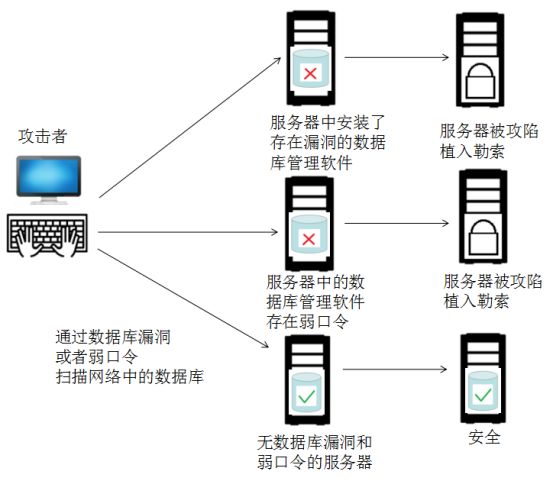 攻击者
服务器中安装了
存在漏洞的数据
库管理软件
服务器被攻陷
植入勒索
服务器中的数
据库管理软件
存在弱口令
服务器被攻陷
植入勒索
通过数据库漏洞
或者弱口令
扫描网络中的数据库
无数据库漏洞和
弱口令的服务器
安全